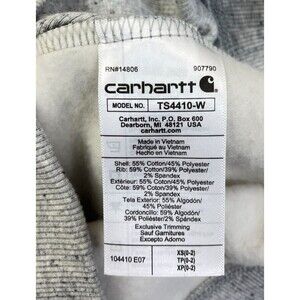 RN#14806 907790
carhartt
MODEL NO. TS4410-W
Carhartt, Inc. P.O. Box 600
Dearborn, MI 48121 USA
carhartt.com
Made in Vietnam
Fabriqué au Vietnam
Hecho en Vietnam
Shell: 55% Cotton/45% Polyester
Rib: 59% Cotton/39% Polyester/
2% Spandex
Extérieur: 55% Coton/45% Polyester
Côte: 59% Coton/39% Polyester/
2% Spandex
Tela Exterior: 55% Algodón/
45% Poliester
Cordoncillo: 59% Algodón/
39% Poliester/2% Spandex
Exclusive Trimming
Sauf Garnitures
Excepto Adorno
104410 E07 XS(0-2)
TP(0-2)
XP(0-2)